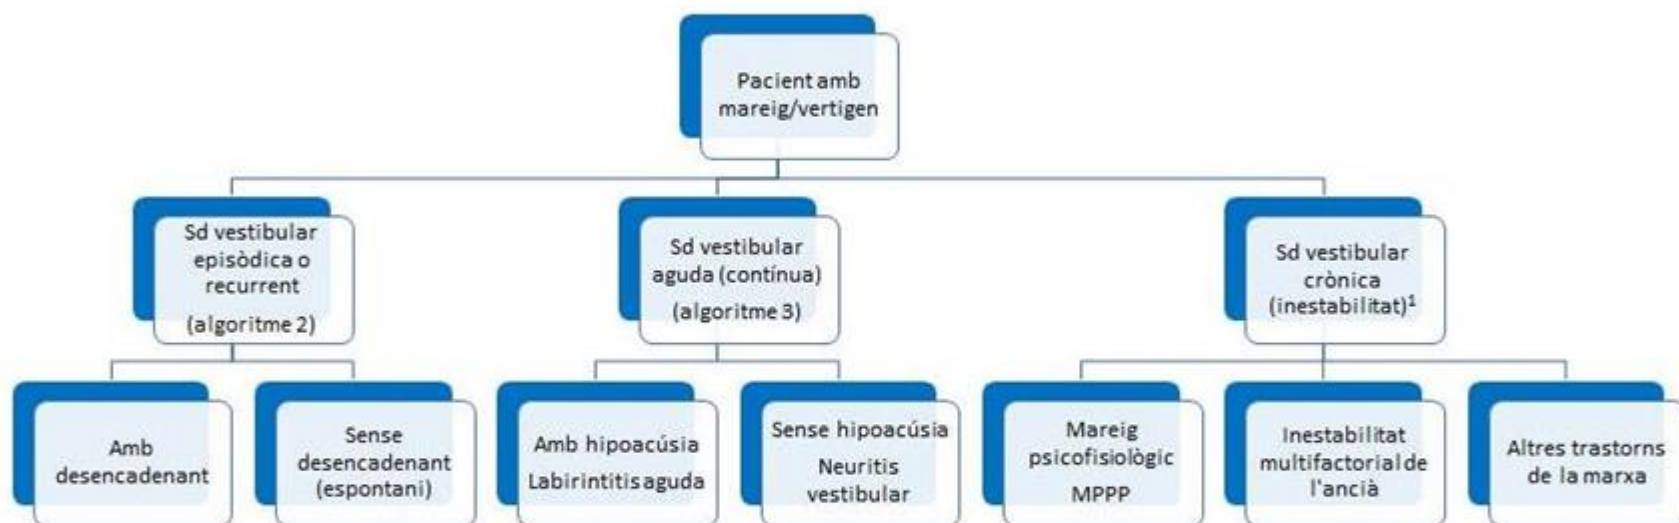 Pacient amb
mareig/vertigen
Sd vestibular
episòdica o
recurrent
(algoritme 2)
Sd vestibular
aguda (contínua)
(algoritme 3)
Sd vestibular
crònica
(inestabilitat)¹
Amb
desencadenant
Sense
desencadenant
(espontani)
Amb hipoacúsia
Labirintitis aguda
Sense hipoacúsia
Neuritis
vestibular
Mareig
psicofisiològic
MPPP
Inestabilitat
multifactorial de
l'ancià
Altres trastorns
de la marxa